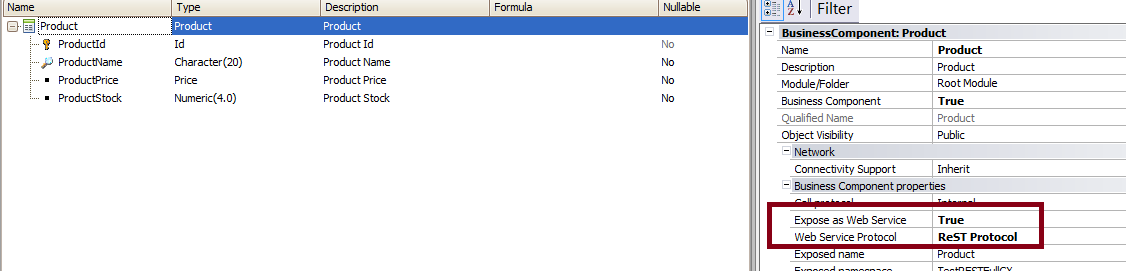 Name Type Description Formula Nullable
Product Product Product
ProductId Id Product Id No
ProductName Character(20) Product Name No
ProductPrice Price Product Price No
ProductStock Numeric(4.0) Product Stock No
A Z Filter
BusinessComponent: Product
Name Product
Description Product
Module/Folder Root Module
Business Component True
Qualified Name Product
Object Visibility Public
Network
Connectivity Support Inherit
Business Component properties
Call protocol Internal
Expose as Web Service True
Web Service Protocol ReST Protocol
Exposed name Product
Exposed namespace TestRESTFullGX